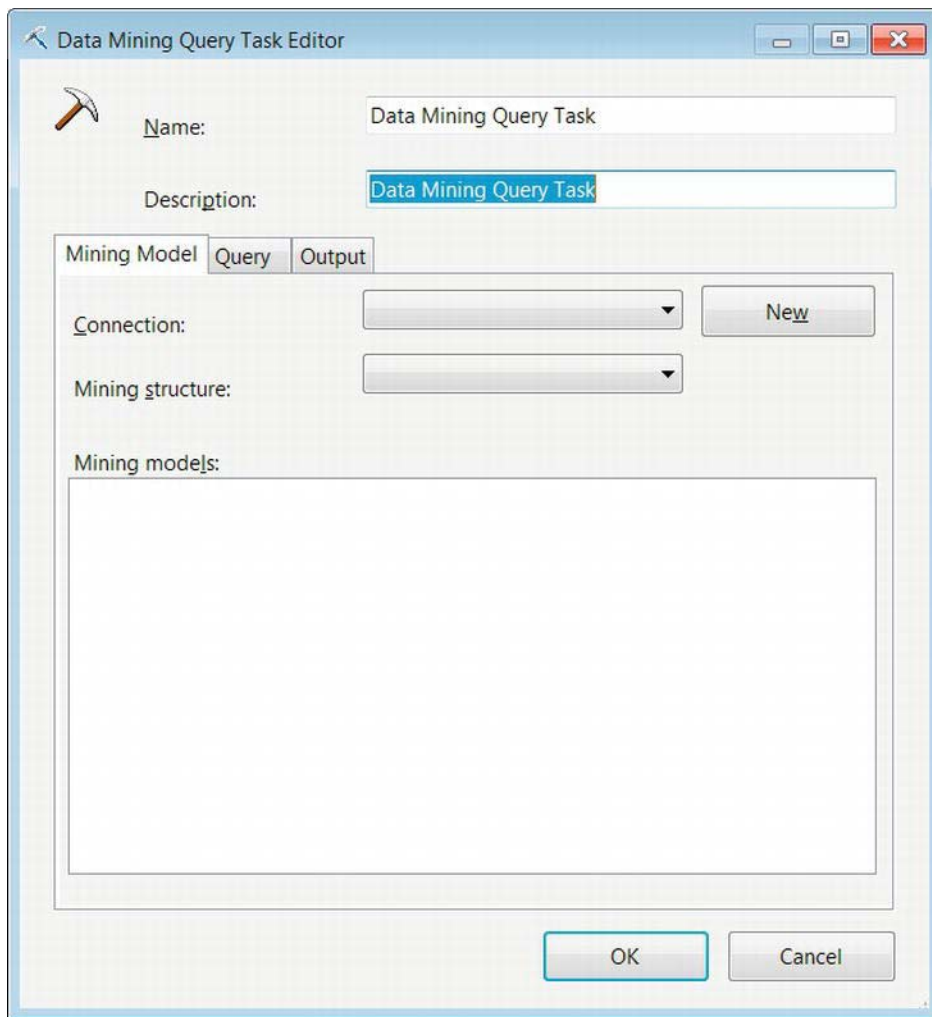 Data Mining Query Task Editor
Name: Data Mining Query Task
Description: Data Mining Query Task
Mining Model Query Output
Connection: New
Mining structure:
Mining models:
OK Cancel